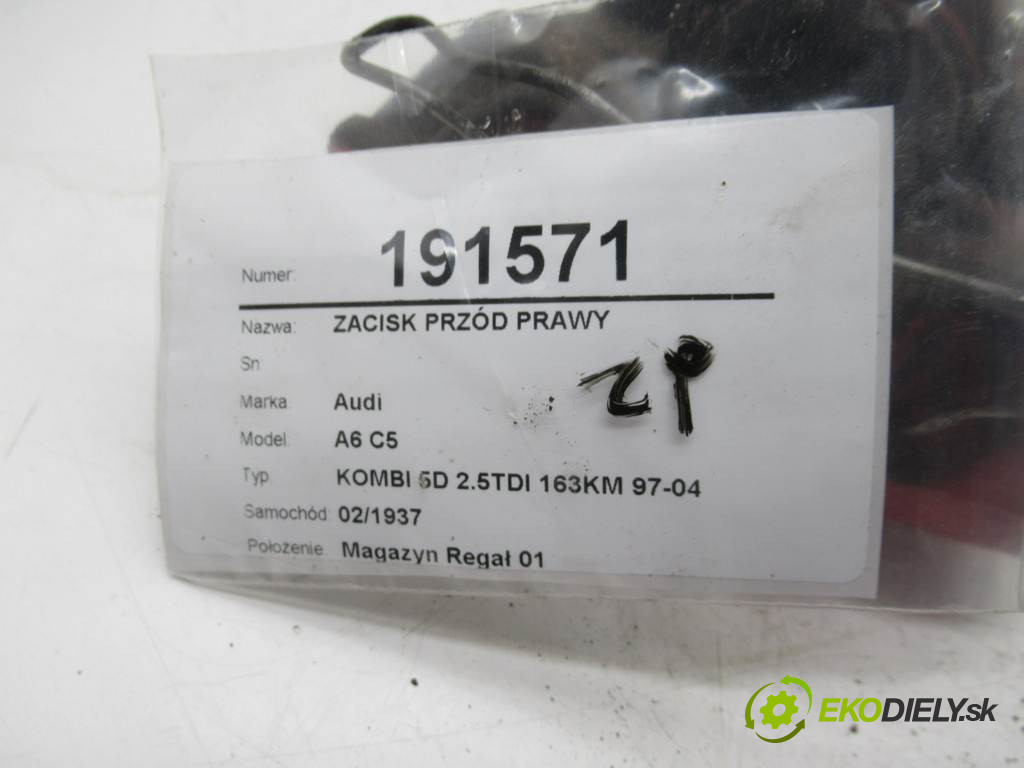 Numer: 191571
Nazwa: ZACISK PRZÓD PRAWY
Sn:
Marka: Audi
Model: A6 C5
Typ: KOMBI 5D 2.5TDI 163KM 97-04
Samochód: 02/1937
Położenie: Magazyn Regał 01
EKODIELY.sk